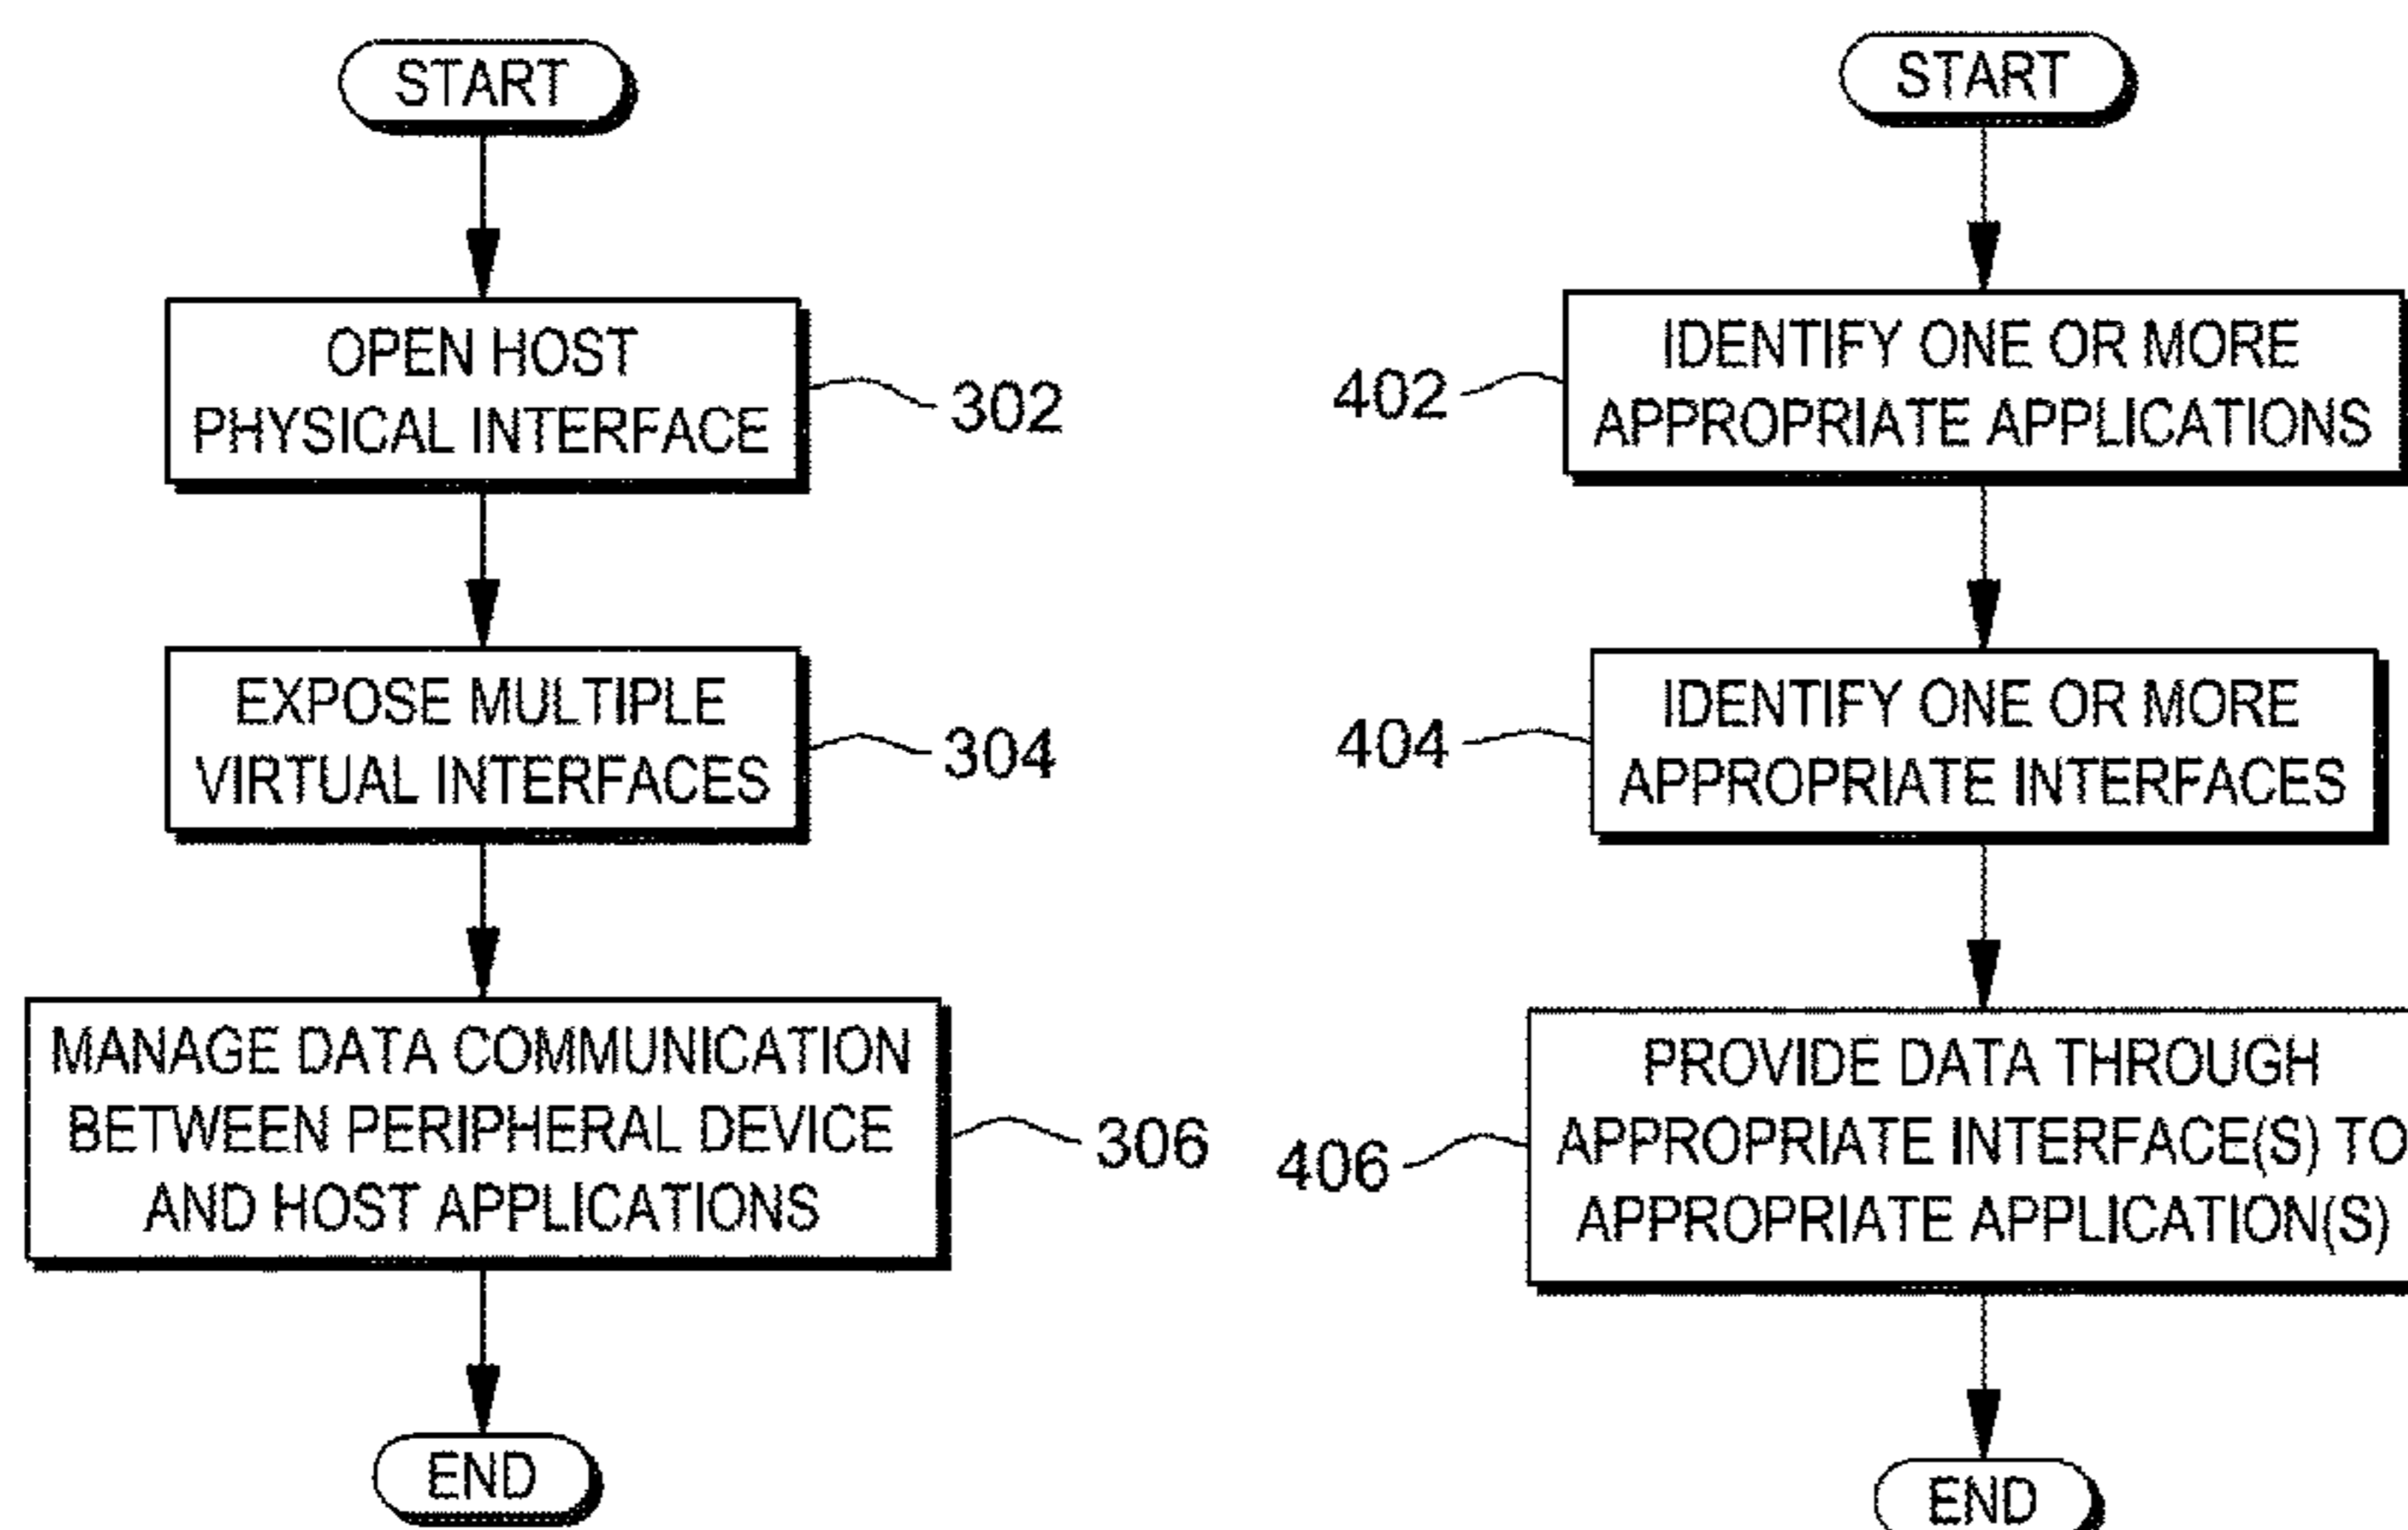 START
OPEN HOST
PHYSICAL INTERFACE
302
EXPOSE MULTIPLE
VIRTUAL INTERFACES
304
MANAGE DATA COMMUNICATION
BETWEEN PERIPHERAL DEVICE
AND HOST APPLICATIONS
306
END
START
402
IDENTIFY ONE OR MORE
APPROPRIATE APPLICATIONS
404
IDENTIFY ONE OR MORE
APPROPRIATE INTERFACES
406
PROVIDE DATA THROUGH
APPROPRIATE INTERFACE(S) TO
APPROPRIATE APPLICATION(S)
END